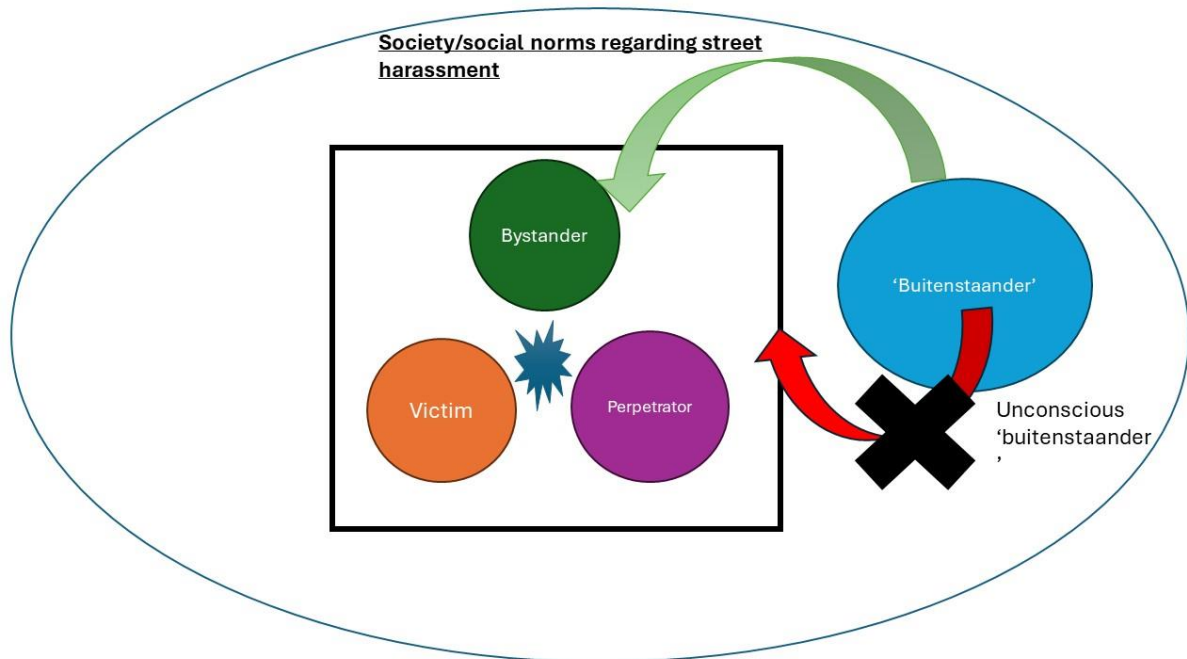 Society/social norms regarding street
harassment
Bystander
‘Buitenstaander’
Victim
Perpetrator
Unconscious
‘buitenstaander
’